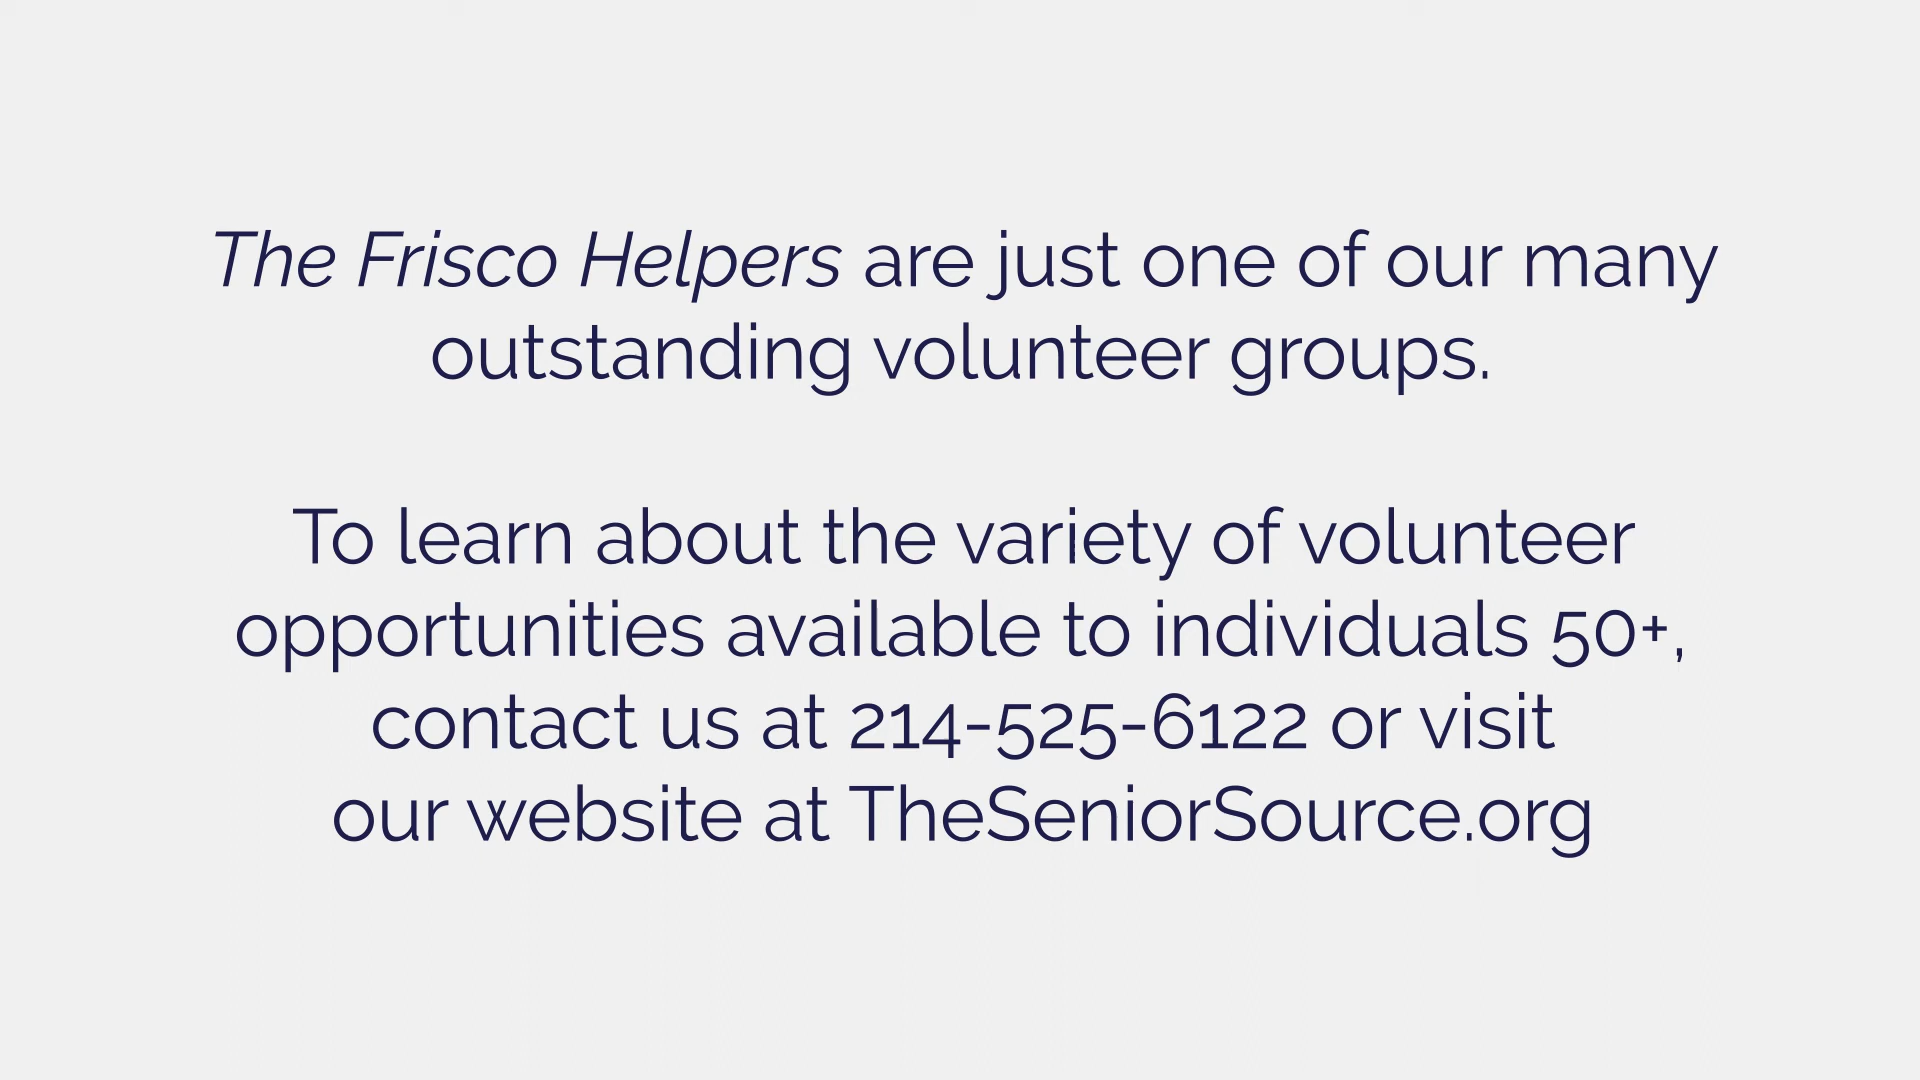 The Frisco Helpers are just one of our many
outstanding volunteer groups.
To learn about the variety of volunteer
opportunities available to individuals 50+,
contact us at 214-525-6122 or visit
our website at TheSeniorSource.org